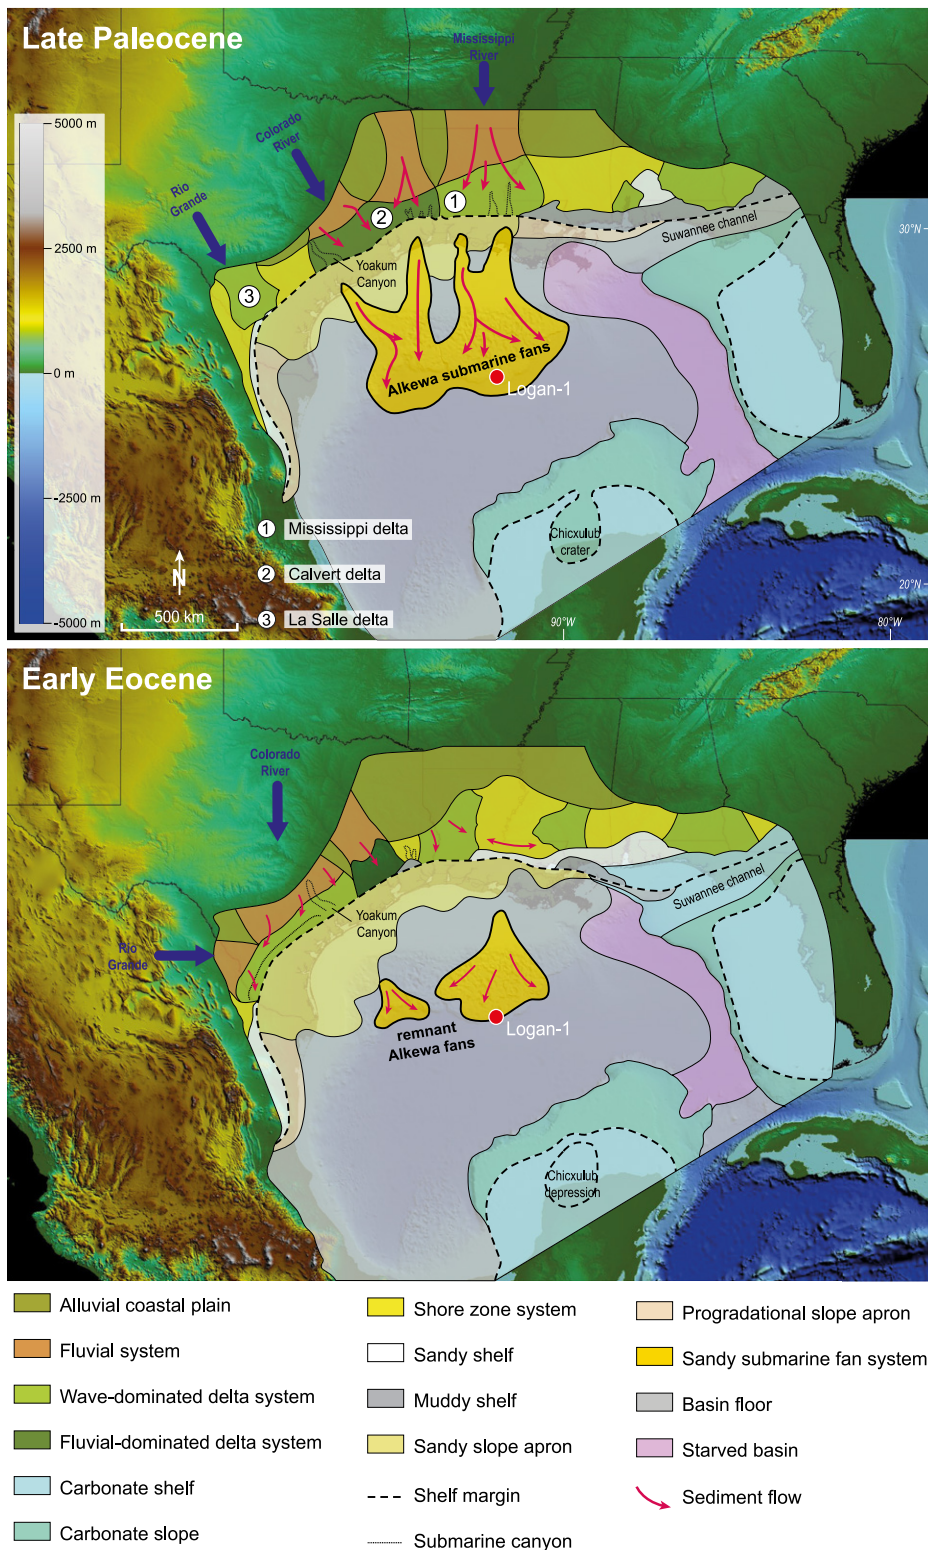 Late Paleocene
Mississippi
River
Colorado
River
Rio
Grande
5000 m
2500 m
0 m
-2500 m
-5000 m
1
2
3
Yoakum
Canyon
Suwannee channel
30°N
Alkewa submarine fans
Logan-1
Chicxulub
crater
1 Mississippi delta
2 Calvert delta
3 La Salle delta
N
500 km
20°N
90°W
80°W
Early Eocene
Colorado
River
Rio
Grande
Yoakum
Canyon
Suwannee channel
remnant
Alkewa fans
Logan-1
Chicxulub
depression
Alluvial coastal plain
Fluvial system
Wave-dominated delta system
Fluvial-dominated delta system
Carbonate shelf
Carbonate slope
Shore zone system
Sandy shelf
Muddy shelf
Sandy slope apron
Shelf margin
Submarine canyon
Progradational slope apron
Sandy submarine fan system
Basin floor
Starved basin
Sediment flow